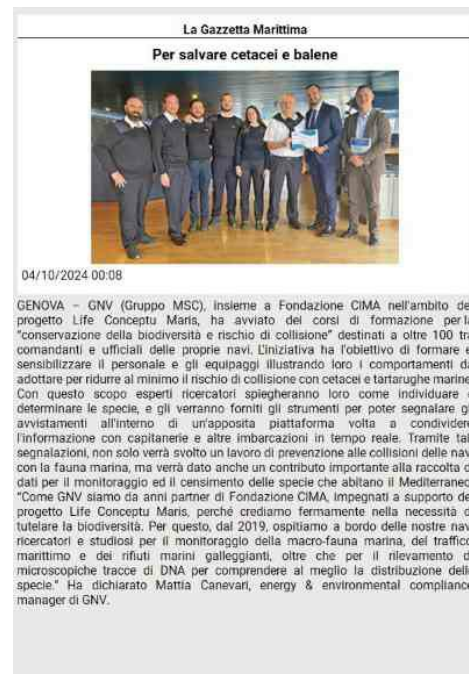 La Gazzetta Marittima
Per salvare cetacei e balene
04/10/2024 00:08
GENOVA – GNV (Gruppo MSC), insieme a Fondazione CIMA nell'ambito de
progetto Life Conceptu Maris, ha avviato dei corsi di formazione per la
"conservazione della biodiversità e rischio di collisione" destinati a oltre 100 tra
comandanti e ufficiali delle proprie navi. L'iniziativa ha l'obiettivo di formare e
sensibilizzare il personale e gli equipaggi illustrando loro i comportamenti da
adottare per ridurre al minimo il rischio di collisione con cetacei e tartarughe marine
Con questo scopo esperti ricercatori spiegheranno loro come individuare
determinare le specie, e gli verranno forniti gli strumenti per poter segnalare gl
avvistamenti all'interno di un'apposita piattaforma volta a condividere
l'informazione con capitanerie e altre imbarcazioni in tempo reale. Tramite tal
segnalazioni, non solo verrà svolto un lavoro di prevenzione alle collisioni delle nav
con la fauna marina, ma verrà dato anche un contributo importante alla raccolta d
dati per il monitoraggio ed il censimento delle specie che abitano il Mediterraneo
"Come GNV siamo da anni partner di Fondazione CIMA, impegnati a supporto de
progetto Life Conceptu Maris, perché crediamo fermamente nella necessità d
tutelare la biodiversità. Per questo, dal 2019, ospitiamo a bordo delle nostre nav
ricercatori e studiosi per il monitoraggio della macro-fauna marina, del traffico
marittimo e dei rifiuti marini galleggianti, oltre che per il rilevamento d
microscopiche tracce di DNA per comprendere al meglio la distribuzione delle
specie." Ha dichiarato Mattia Canevari, energy & environmental compliance
manager di GNV.